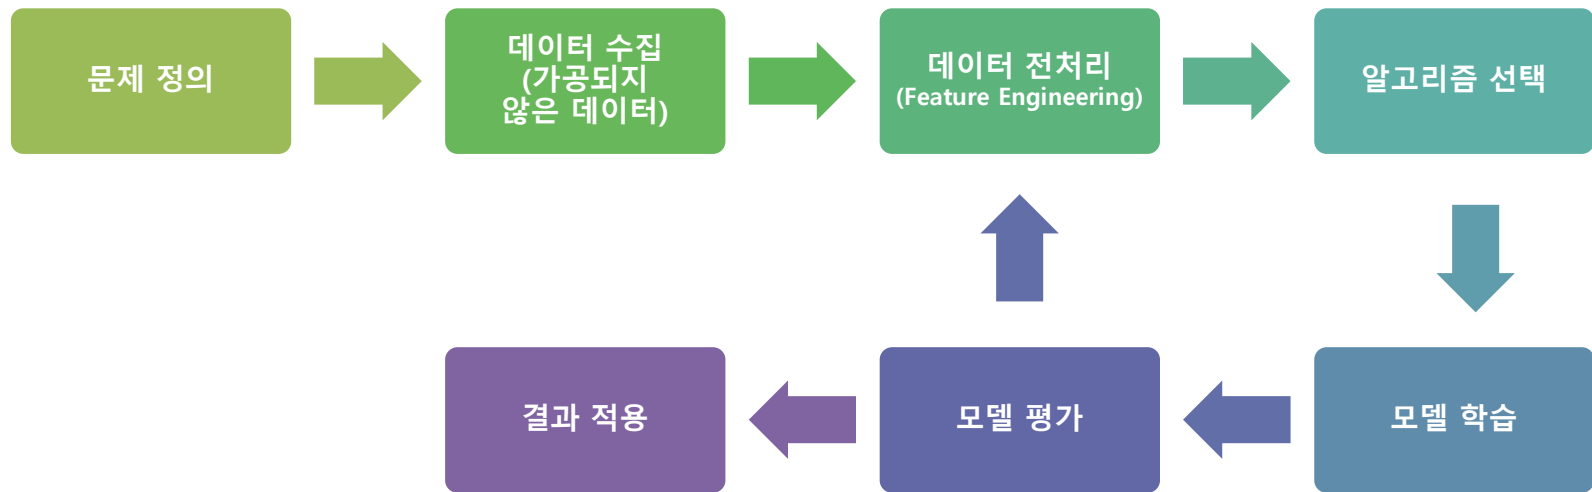 문제 정의
데이터 수집
(가공되지
않은 데이터)
데이터 전처리
(Feature Engineering)
알고리즘 선택
결과 적용
모델 평가
모델 학습